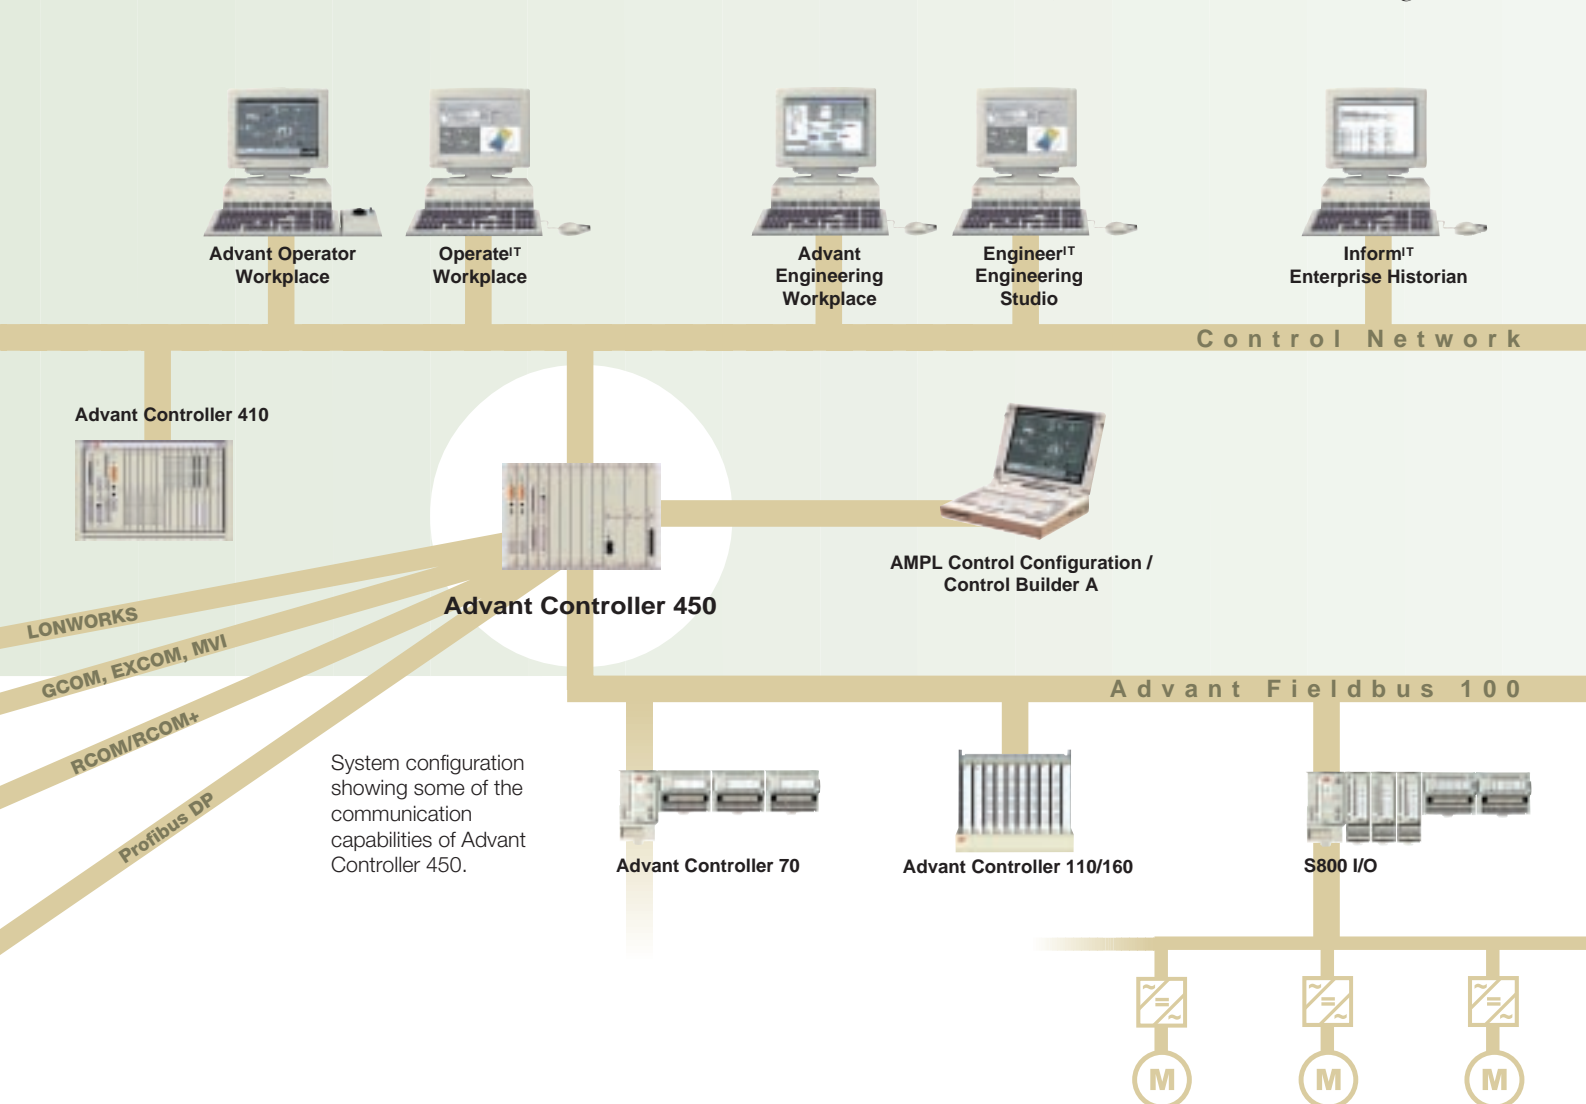 Advant Operator
Workplace
OperateIT
Workplace
Advant
Engineering
Workplace
EngineerIT
Engineering
Studio
InformIT
Enterprise Historian
Control Network
Advant Controller 410
AMPL Control Configuration /
Control Builder A
Advant Controller 450
LONWORKS
GCOM, EXCOM, MVI
RCOM/RCOM+
Profibus DP
Advant Fieldbus 100
System configuration
showing some of the
communication
capabilities of Advant
Controller 450.
Advant Controller 70
Advant Controller 110/160
S800 I/O
~
=
~
~
=
~
~
=
~
M
M
M